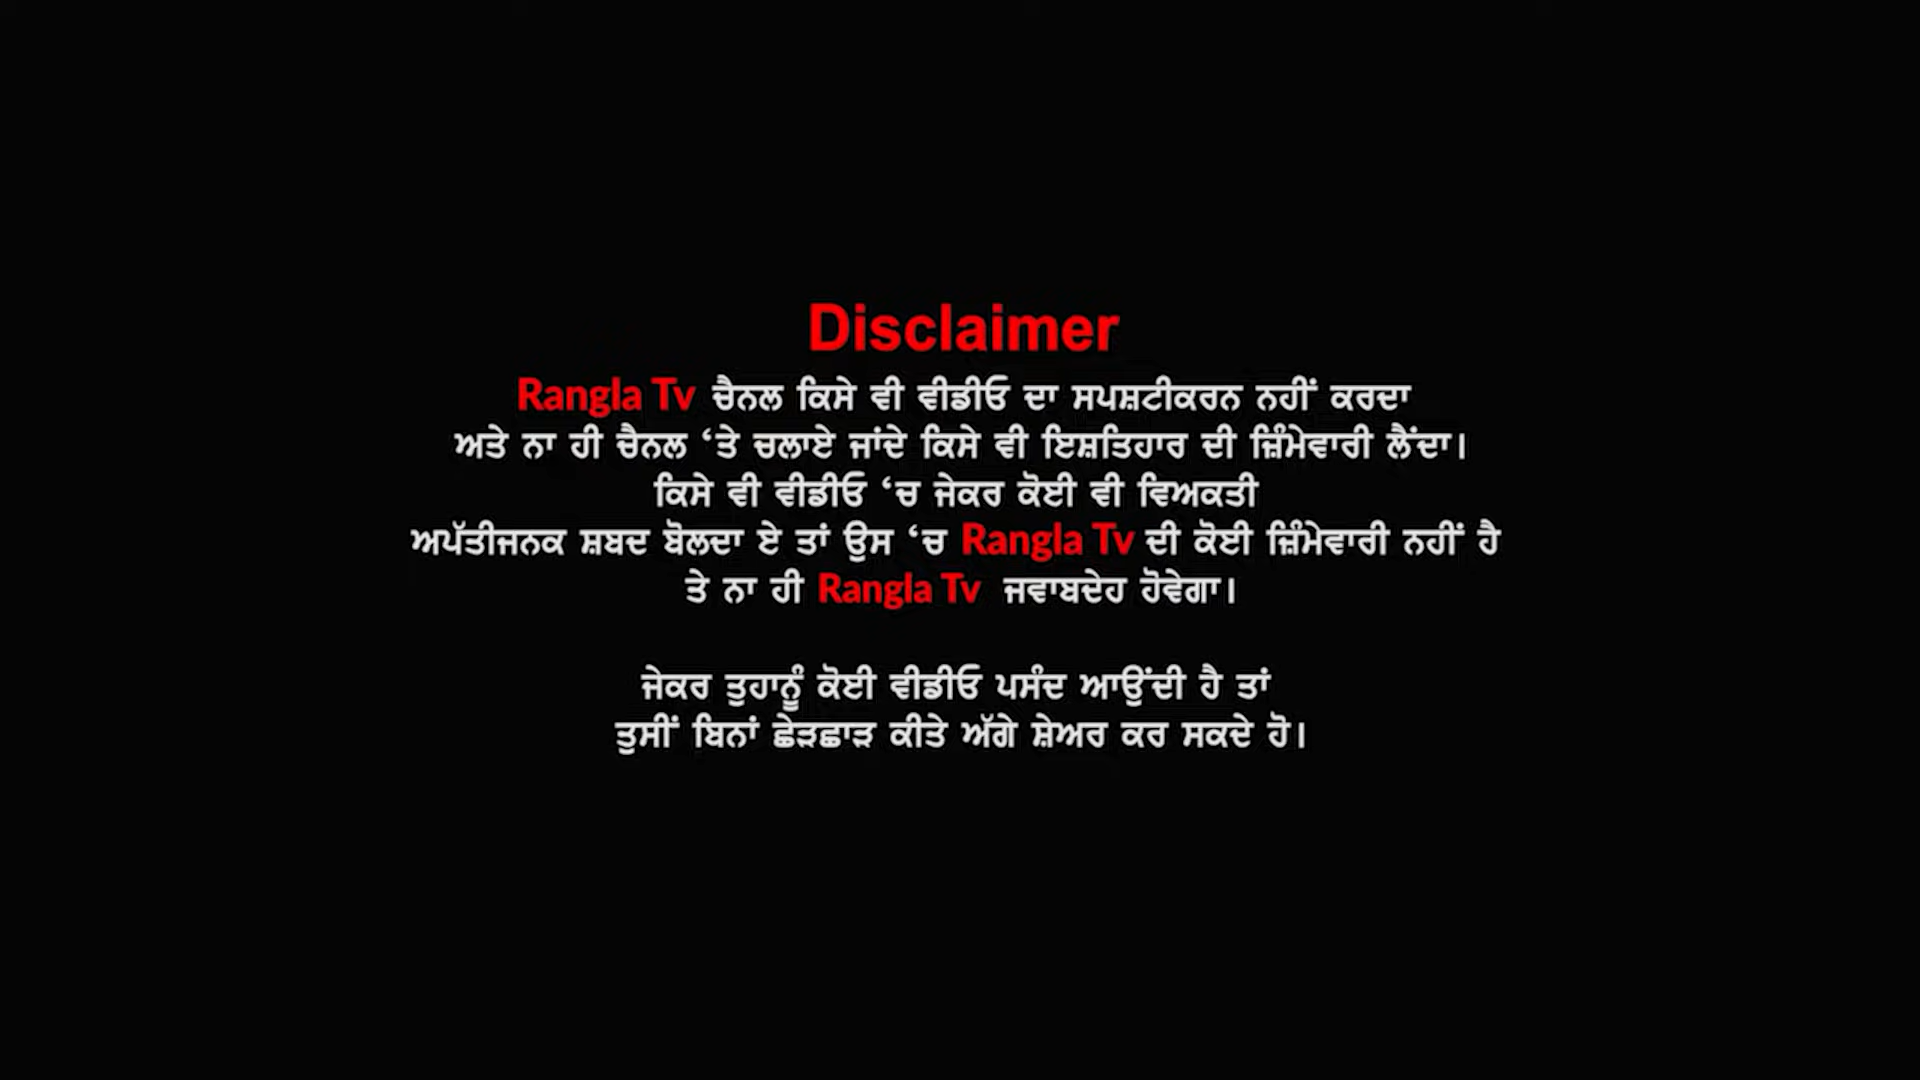 Disclaimer
Rangla Tv ਚੈਨਲ ਕਿਸੇ ਵੀ ਵੀਡੀਓ ਦਾ ਸਪਸ਼ਟੀਕਰਨ ਨਹੀਂ ਕਰਦਾ
ਅਤੇ ਨਾ ਹੀ ਚੈਨਲ ‘ਤੇ ਚਲਾਏ ਜਾਂਦੇ ਕਿਸੇ ਵੀ ਇਸ਼ਤਿਹਾਰ ਦੀ ਜ਼ਿੰਮੇਵਾਰੀ ਲੈਂਦਾ।
ਕਿਸੇ ਵੀ ਵੀਡੀਓ ‘ਚ ਜੇਕਰ ਕੋਈ ਵੀ ਵਿਅਕਤੀ
ਅਪੱਤੀਜਨਕ ਸ਼ਬਦ ਬੋਲਦਾ ਏ ਤਾਂ ਉਸ ‘ਚ Rangla Tv ਦੀ ਕੋਈ ਜ਼ਿੰਮੇਵਾਰੀ ਨਹੀਂ ਹੈ
ਤੇ ਨਾ ਹੀ Rangla Tv ਜਵਾਬਦੇਹ ਹੋਵੇਗਾ।
ਜੇਕਰ ਤੁਹਾਨੂੰ ਕੋਈ ਵੀਡੀਓ ਪਸੰਦ ਆਉਂਦੀ ਹੈ ਤਾਂ
ਤੁਸੀਂ ਬਿਨਾਂ ਛੇੜਛਾੜ ਕੀਤੇ ਅੱਗੇ ਸ਼ੇਅਰ ਕਰ ਸਕਦੇ ਹੋ।